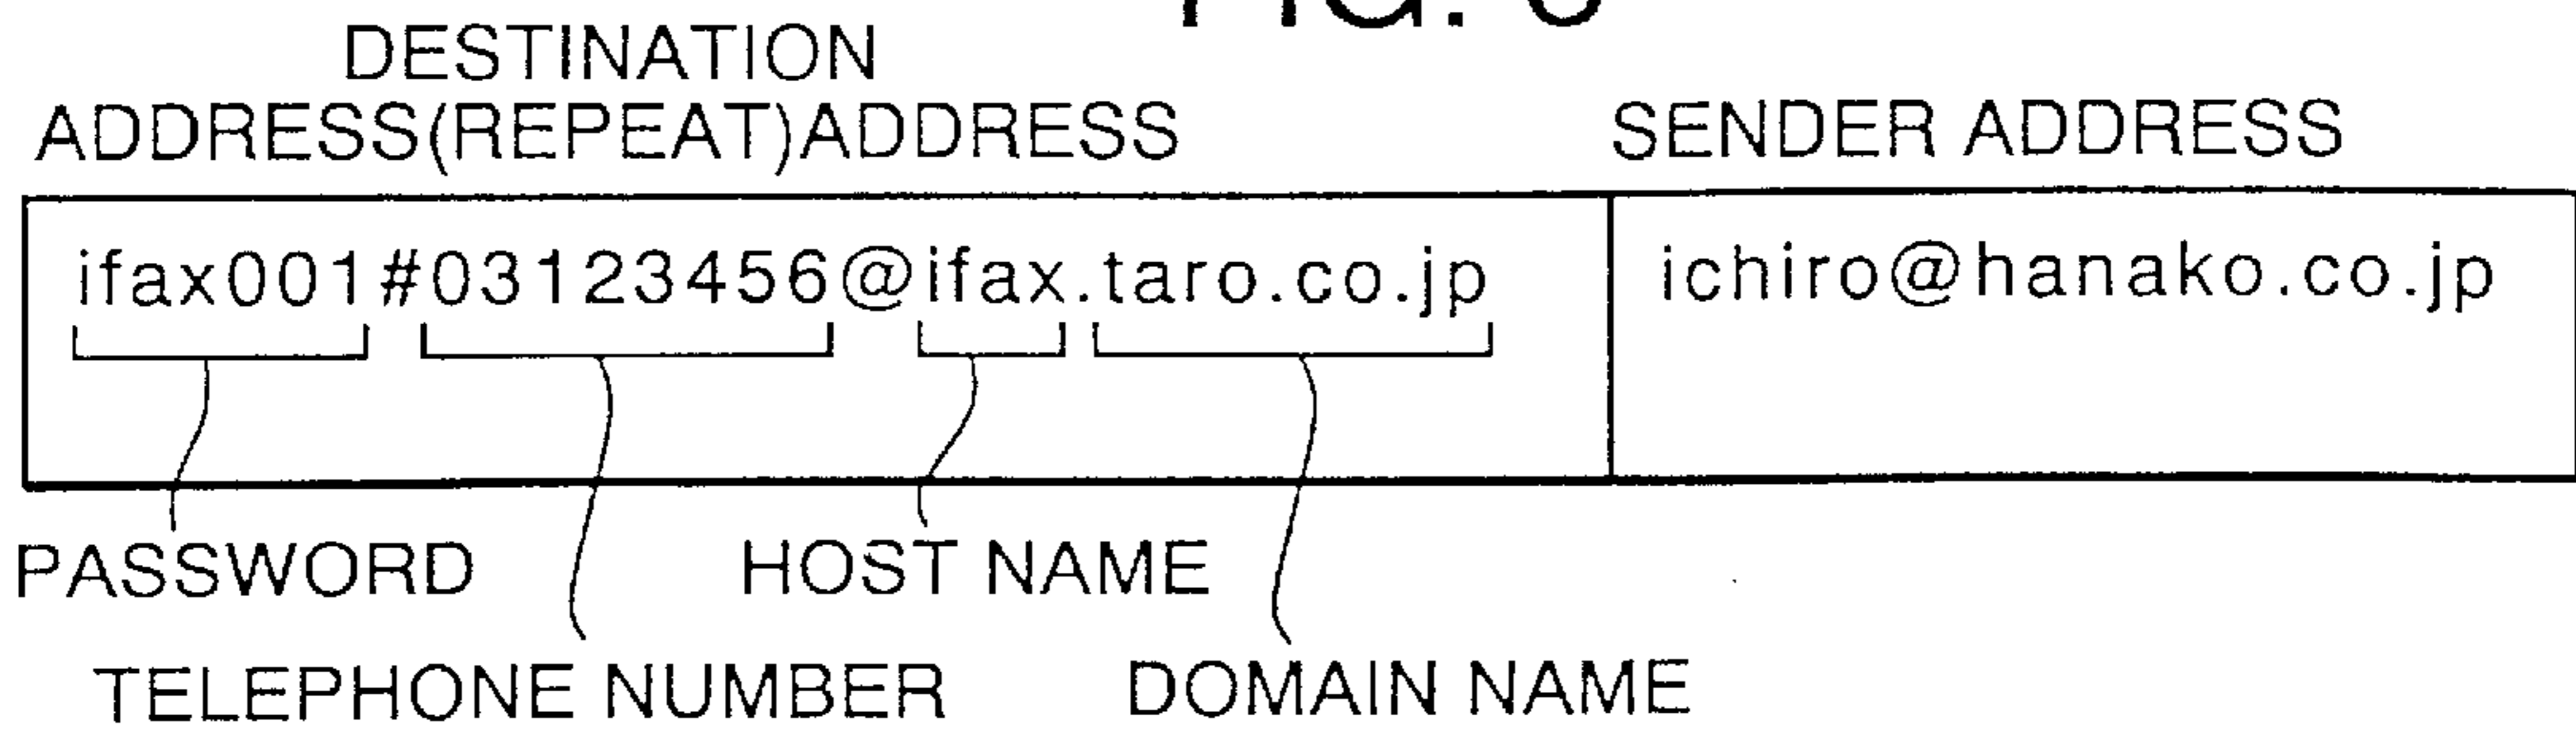 FIG.
DESTINATION
ADDRESS(REPEAT)ADDRESS
SENDER ADDRESS
ifax001#03123456@ifax.taro.co.jp
ichiro@hanako.co.jp
PASSWORD
HOST NAME
TELEPHONE NUMBER
DOMAIN NAME